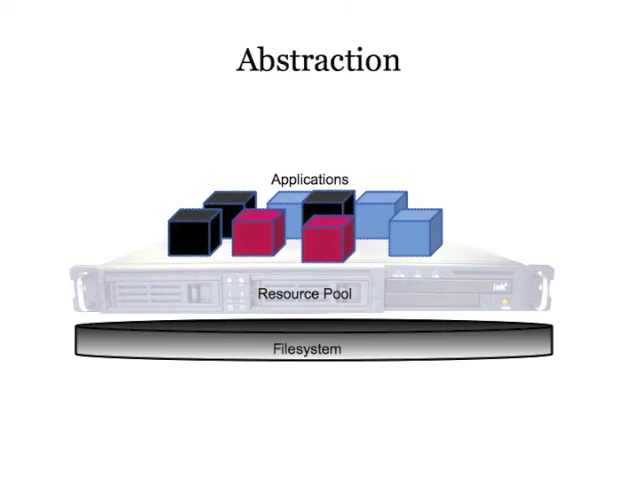 Abstraction
Applications
Resource Pool
Filesystem